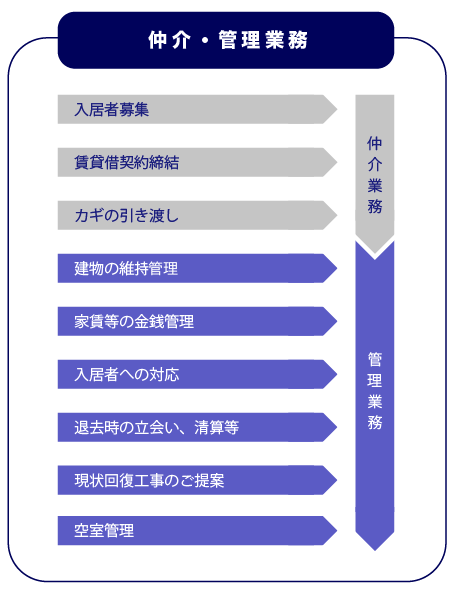 仲介・管理業務
入居者募集
賃貸借契約締結
カギの引き渡し
仲介業務
建物の維持管理
家賃等の金銭管理
入居者への対応
退去時の立会い、清算等
現状回復工事のご提案
空室管理
管理業務